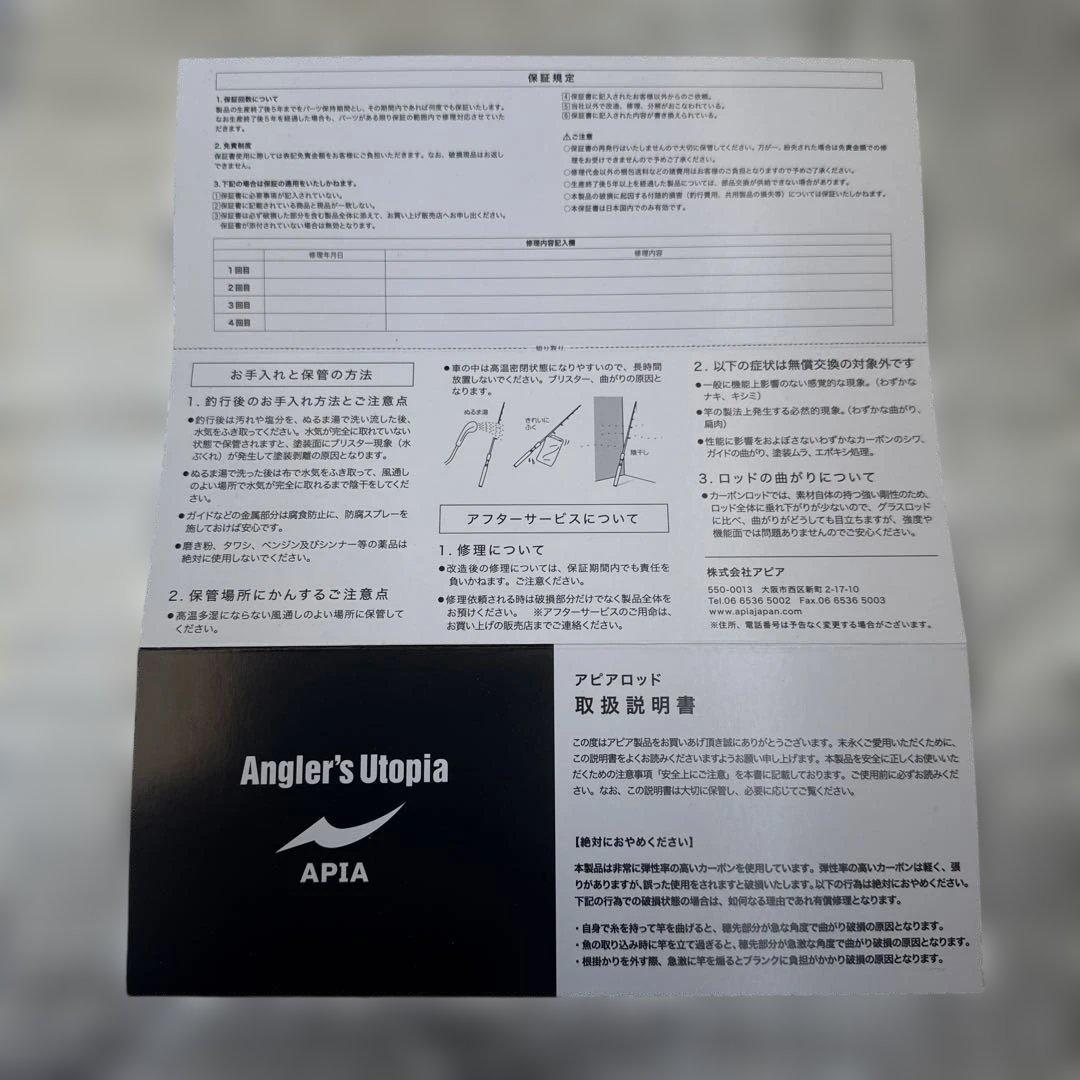 保証規定
1. 保証回数について
製品の生産終了後5年までをパーツ保持期間とし、その期間内であれば何度でも保証いたします。
なお生産終了後5年を経過した場合も、パーツがある限り保証の範囲内で修理対応させていた
だきます。
2. 免責制度
保証書使用に際しては表記免責金額をお客様にご負担いただきます。なお、破損現品はお返し
できません。
3. 下記の場合は保証の適用をいたしかねます。
1 保証書に必要事項が記入されていない。
2 保証書に記載されている商品と現品が一致しない。
3 保証書は必ず破損した部分を含む製品全体に添えて、お買い上げ販売店へお申し出ください。
保証書が添付されていない場合は無効となります。
4 保証書に記入されたお客様以外からのご依頼。
5 当社以外で改造、修理、分解がおこなわれている。
6 保証書に記入された内容が書き換えられている。
⚠ご注意
○保証書の再発行はいたしませんので大切に保管してください。万が一、紛失された場合は免責金額での修
理をお受けできませんので予めご了承ください。
○修理代金以外の梱包送料などの諸費用はお客様のご負担となりますので予めご了承ください。
○生産終了後5年以上を経過した製品については、部品交換が供給できない場合があります。
○本製品の破損に起因する付随的損害(釣行費用、共用製品の損失等)については保証いたしかねます。
○本保証書は日本国内でのみ有効です。
修理内容記入欄
修理年月日 修理内容
1回目
2回目
3回目
4回目
切り取り
お手入れと保管の方法
1. 釣行後のお手入れ方法とご注意点
●釣行後は汚れや塩分を、ぬるま湯で洗い流した後、
水気をふき取ってください。水気が完全に取れていない
状態で保管されますと、塗装面にブリスター現象(水
ぶくれ)が発生して塗装剥離の原因となります。
●ぬるま湯で洗った後は布で水気をふき取って、風通し
のよい場所で水気が完全に取れるまで陰干をしてくだ
さい。
●ガイドなどの金属部分は腐食防止に、防腐スプレーを
施しておけば安心です。
●磨き粉、タワシ、ベンジン及びシンナー等の薬品は
絶対に使用しないでください。
2. 保管場所にかんするご注意点
●高温多湿にならない風通しのよい場所に保管して
ください。
●車の中は高温密閉状態になりやすいので、長時間
放置しないでください。ブリスター、曲がりの原因と
なります。
ぬるま湯
きれいに
ふく
陰干し
アフターサービスについて
1. 修理について
●改造後の修理については、保証期間内でも責任を
負いかねます。ご注意ください。
●修理依頼される時は破損部分だけでなく製品全体を
お預けください。 ※アフターサービスのご用命は、
お買い上げの販売店までご連絡ください。
2. 以下の症状は無償交換の対象外です
●一般に機能上影響のない感覚的な現象。(わずかな
ナキ、キシミ)
●竿の製法上発生する必然的現象。(わずかな曲がり、
扁肉)
●性能に影響をおよぼさないわずかなカーボンのシワ、
ガイドの曲がり、塗装ムラ、エポキシ処理。
3. ロッドの曲がりについて
●カーボンロッドでは、素材自体の持つ強い剛性のため、
ロッド全体に垂れ下がりが少ないので、グラスロッド
に比べ、曲がりがどうしても目立ちますが、強度や
機能面では問題ありませんのでご安心ください。
株式会社アピア
550-0013 大阪市西区新町 2-17-10
Tel.06 6536 5002 Fax.06 6536 5003
www.apiajapan.com
※住所、電話番号は予告なく変更する場合がございます。
Angler's Utopia
APIA
アピアロッド
取扱説明書
この度はアピア製品をお買いあげ頂き誠にありがとうございます。末永くご愛用いただくために、
この説明書をよくお読みくださいますようお願い申し上げます。本製品を安全に正しくお使いいた
だくための注意事項「安全上にご注意」を本書に記載しております。ご使用前に必ずお読みくださ
い。なお、この説明書は大切に保管し、必要に応じてご覧ください。
【絶対におやめください】
本製品は非常に弾性率の高いカーボンを使用しています。弾性率の高いカーボンは軽く、張
りがありますが、誤った使用をされますと破損いたします。以下の行為は絶対におやめください。
下記の行為での破損状態の場合は、如何なる理由であれ有償修理となります。
・自身で糸を持って竿を曲げると、穂先部分が急な角度で曲がり破損の原因となります。
・魚の取り込み時に竿を立て過ぎると、穂先部分が急激な角度で曲がり破損の原因となります。
・根掛かりを外す際、急激に竿を煽るとブランクに負担がかかり破損の原因となります。